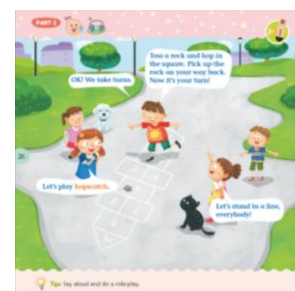 PART 2
Toss a rock and hop in
the square. Pick up the
rock on your way back.
Now it's your turn!
OK! We take turns.
26
Let's play hopscotch.
Let's stand in a line,
everybody!
Tips Say aloud and do a role-play.